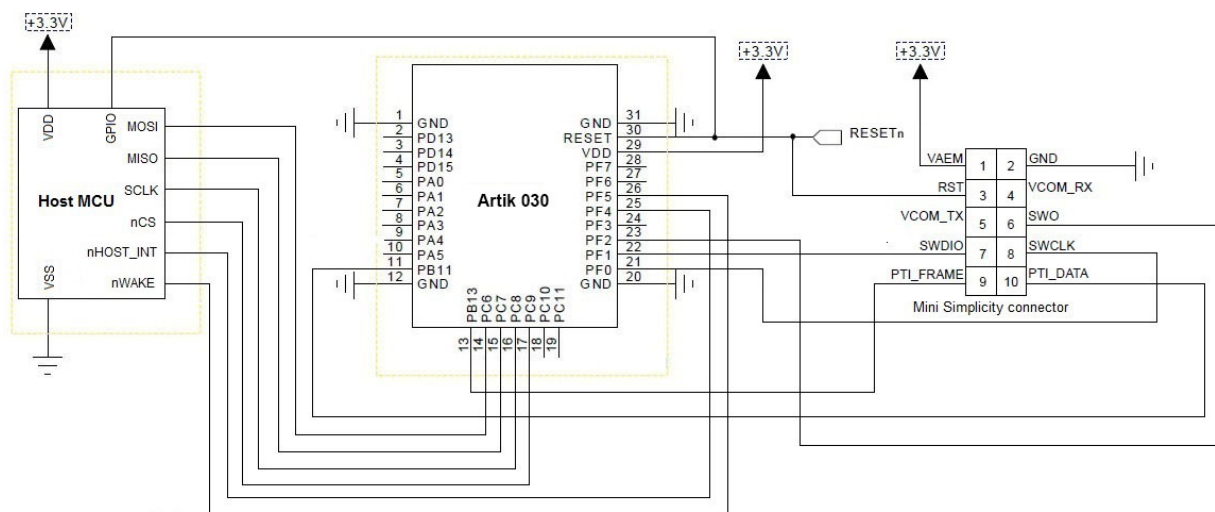 +3.3V
VDD
GPIO
MOSI
MISO
SCLK
nCS
nHOST_INT
nWAKE
Host MCU
VSS
Artik 030
1 GND
2 PD13
3 PD14
4 PD15
5 PA0
6 PA1
7 PA2
8 PA3
9 PA4
10 PA5
11 PB11
12 GND
13 PB13
14 PC6
15 PC7
16 PC8
17 PC9
18 PC10
19 PC11
GND 31
RESET 30
VDD 29
PF7 28
PF6 27
PF5 26
PF4 25
PF3 24
PF2 23
PF1 22
PF0 21
GND 20
+3.3V
RESETn
+3.3V
VAEM 1 2 GND
RST 3 4 VCOM_RX
VCOM_TX 5 6 SWO
SWDIO 7 8 SWCLK
PTI_FRAME 9 10 PTI_DATA
Mini Simplicity connector